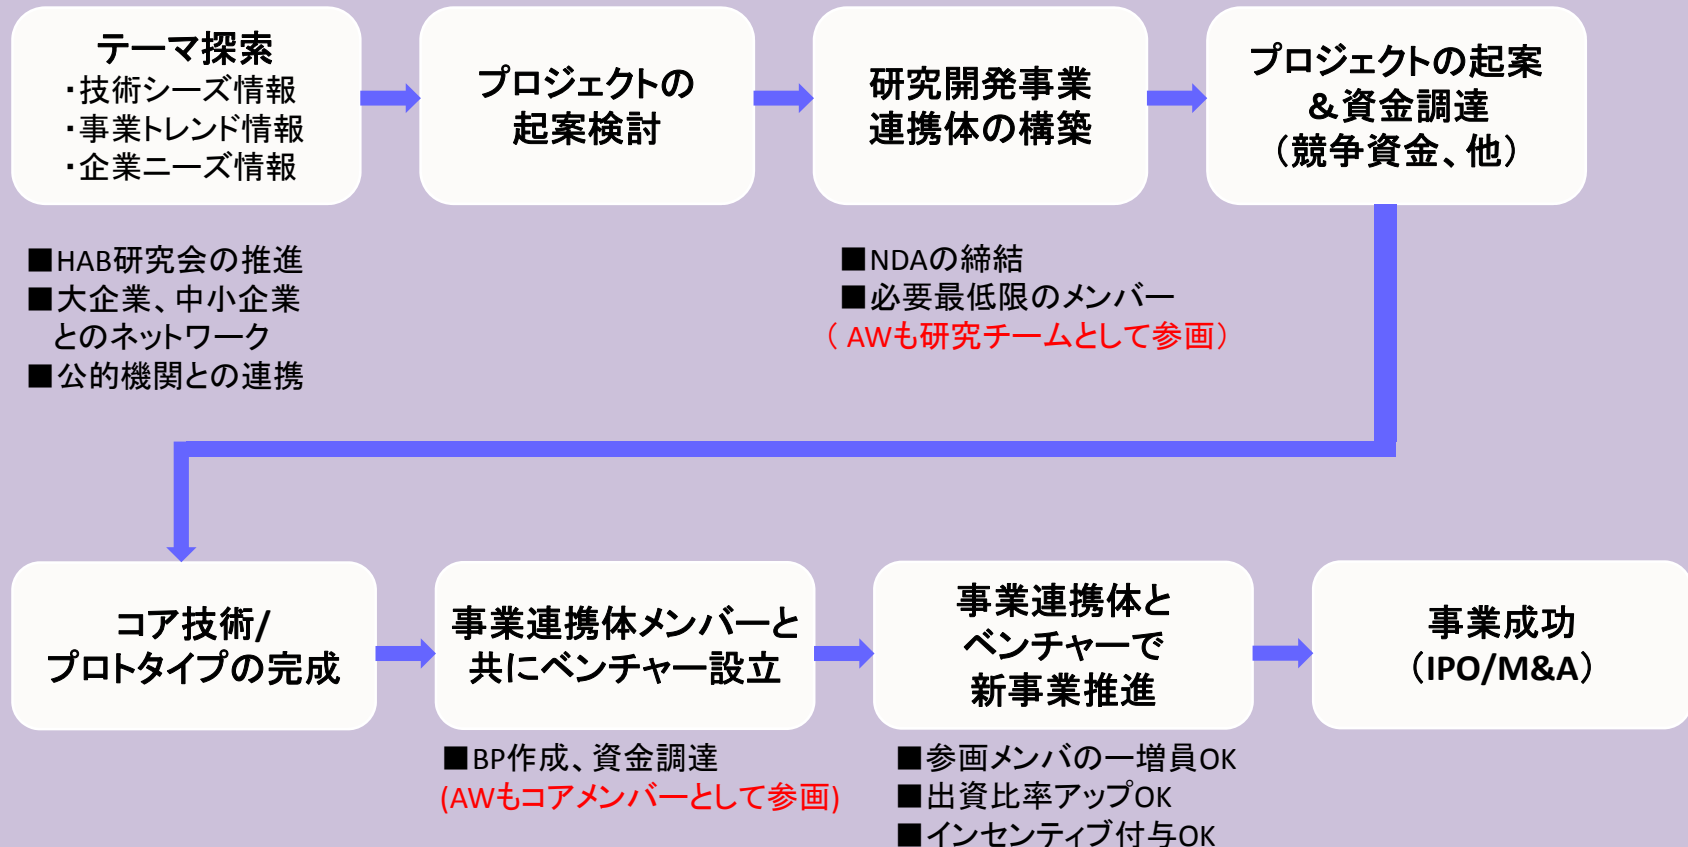 テーマ探索
・技術シーズ情報
・事業トレンド情報
・企業ニーズ情報
プロジェクトの
起案検討
研究開発事業
連携体の構築
プロジェクトの起案
&資金調達
（競争資金、他）
■HAB研究会の推進
■大企業、中小企業
とのネットワーク
■公的機関との連携
■NDAの締結
■必要最低限のメンバー
（AWも研究チームとして参画）
コア技術/
プロトタイプの完成
事業連携体メンバーと
共にベンチャー設立
事業連携体と
ベンチャーで
新事業推進
事業成功
（IPO/M&A）
■BP作成、資金調達
(AWもコアメンバーとして参画)
■参画メンバの一増員OK
■出資比率アップOK
■インセンティブ付与OK